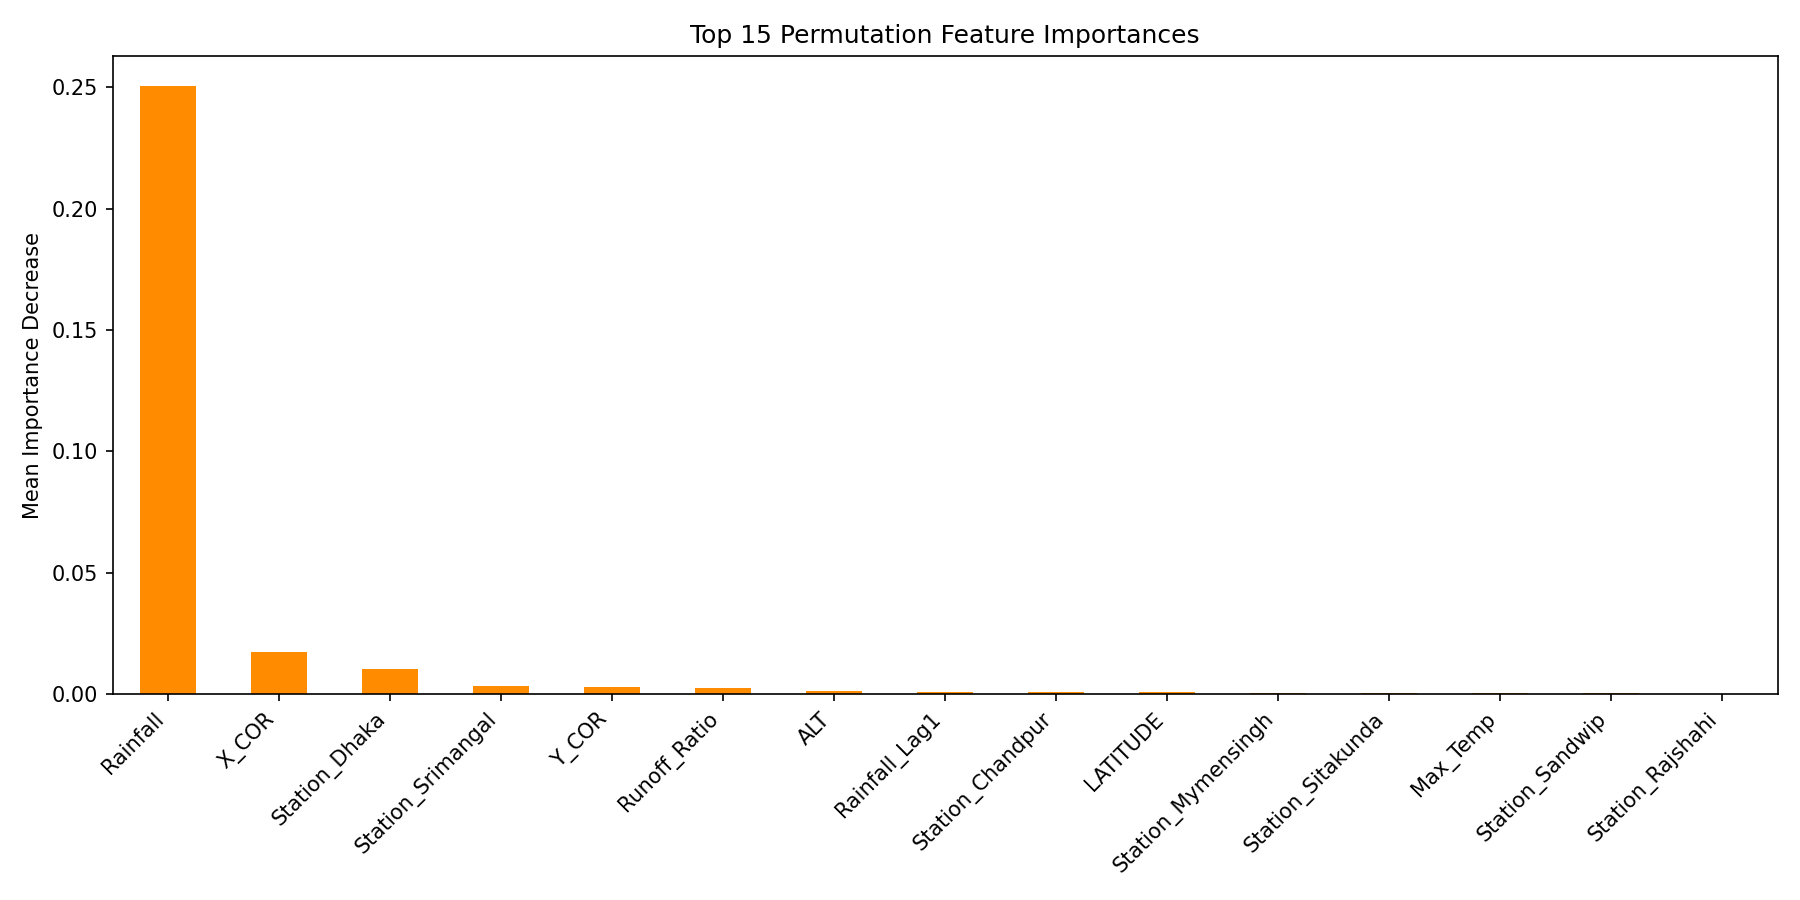 Top 15 Permutation Feature Importances
Mean Importance Decrease
0.25
0.20
0.15
0.10
0.05
0.00
Rainfall
X_COR
Station_Dhaka
Station_Srimangal
Y_COR
Runoff_Ratio
ALT
Rainfall_Lag1
Station_Chandpur
LATITUDE
Station_Mymensingh
Station_Sitakunda
Max_Temp
Station_Sandwip
Station_Rajshahi